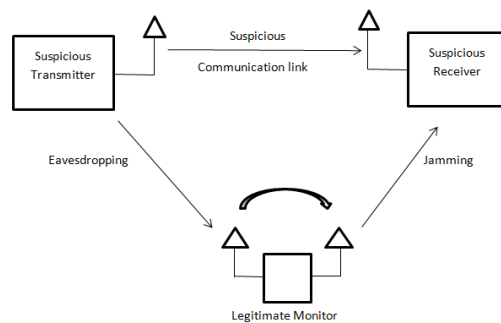 Suspicious
Transmitter
Suspicious
Communication link
Suspicious
Receiver
Eavesdropping
Jamming
Legitimate Monitor